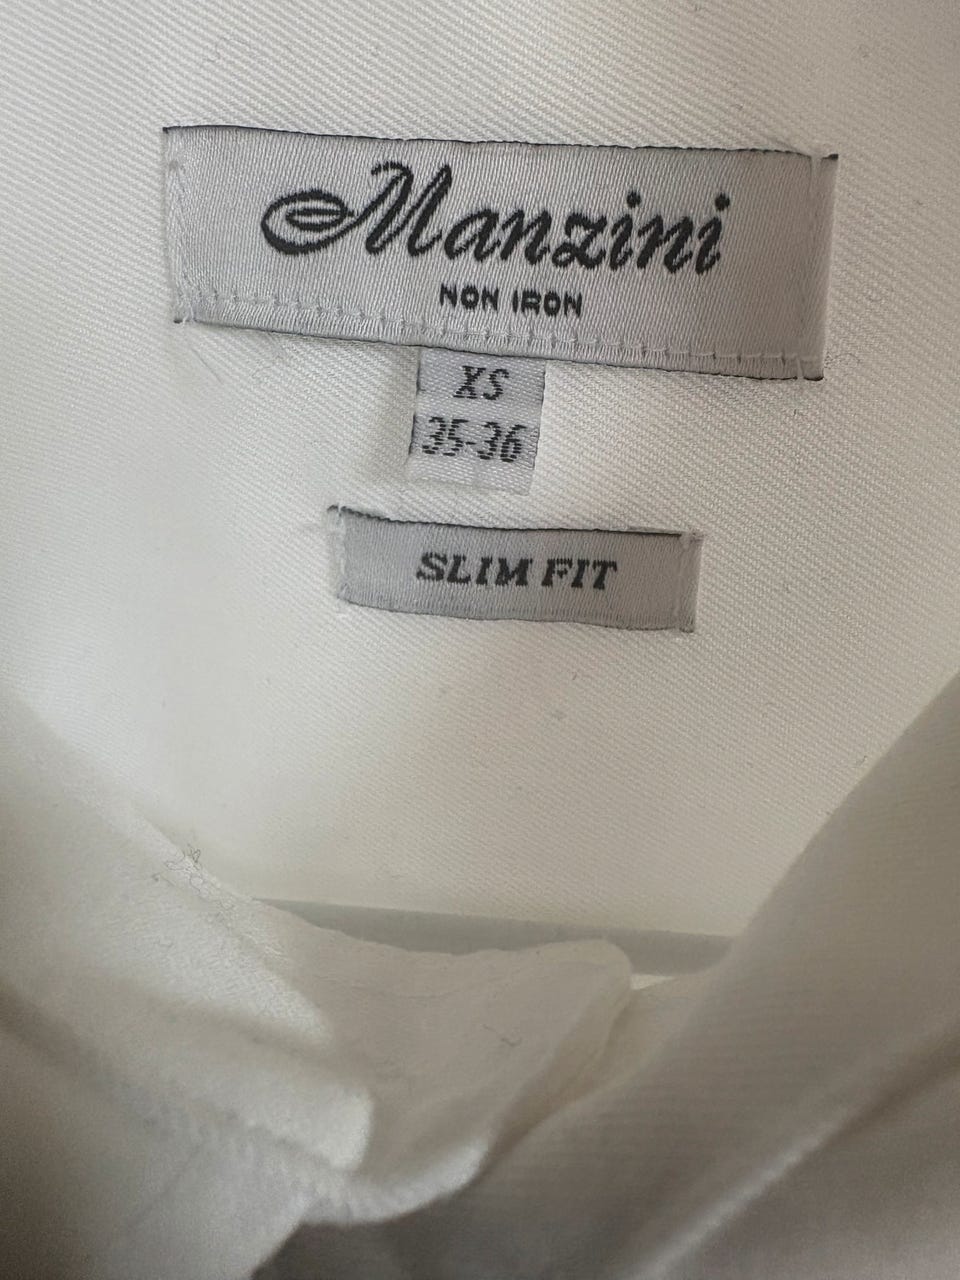 Manzini
NON IRON
XS
35-36
SLIM FIT